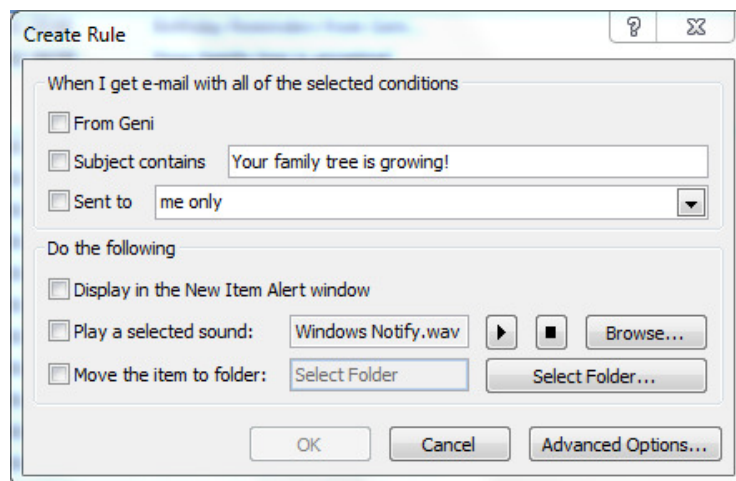 Create Rule
When I get e-mail with all of the selected conditions
From Geni
Subject contains Your family tree is growing!
Sent to me only
Do the following
Display in the New Item Alert window
Play a selected sound: Windows Notify.wav Browse...
Move the item to folder: Select Folder Select Folder...
OK Cancel Advanced Options...